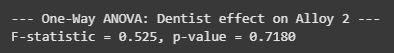 --- One-Way ANOVA: Dentist effect on Alloy 2 ---
F-statistic = 0.525, p-value = 0.7180